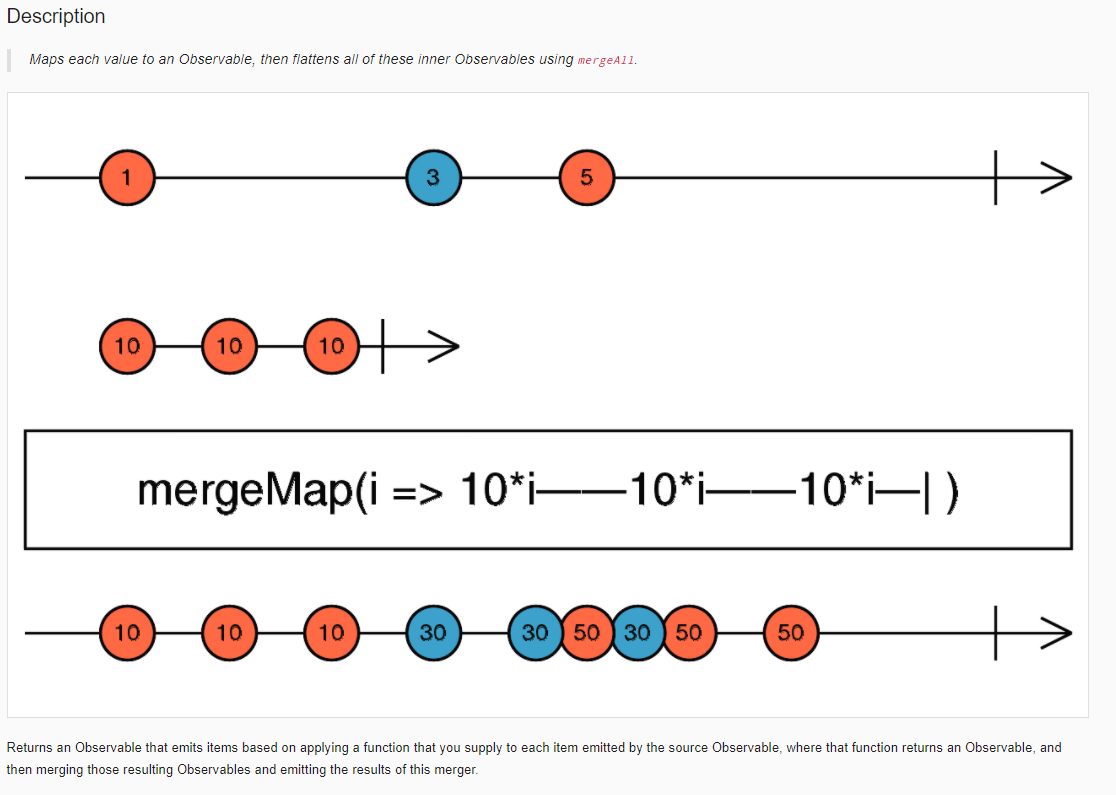 Description
Maps each value to an Observable, then flattens all of these inner Observables using mergeAll.
1 3 5
10 10 10
mergeMap(i => 10*i——10*i——10*i—| )
10 10 10 30 30 50 30 50 50
Returns an Observable that emits items based on applying a function that you supply to each item emitted by the source Observable, where that function returns an Observable, and
then merging those resulting Observables and emitting the results of this merger.